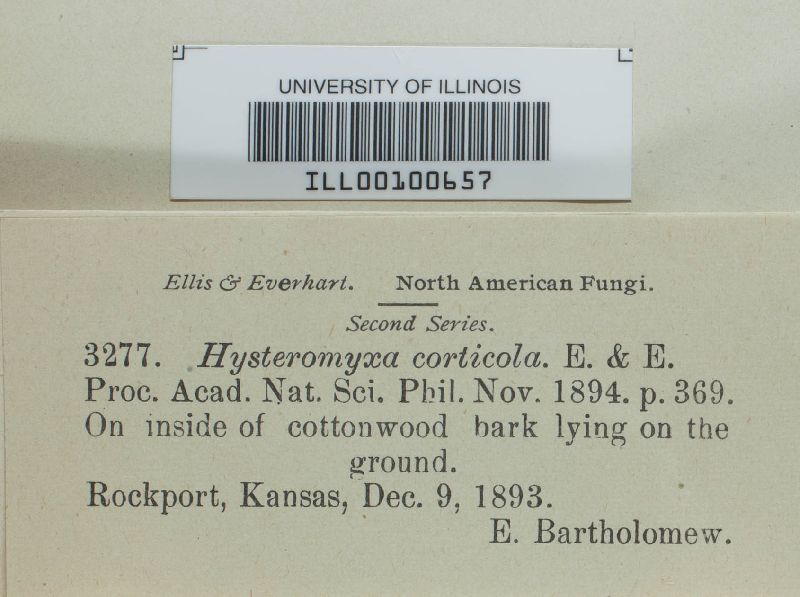 UNIVERSITY OF ILLINOIS
ILL00100657
Ellis & Everhart. North American Fungi.
Second Series.
3277. Hysteromyxa corticola. E. & E.
Proc. Acad. Nat. Sci. Phil. Nov. 1894. p. 369.
On inside of cottonwood bark lying on the
ground.
Rockport, Kansas, Dec. 9, 1893.
E. Bartholomew.